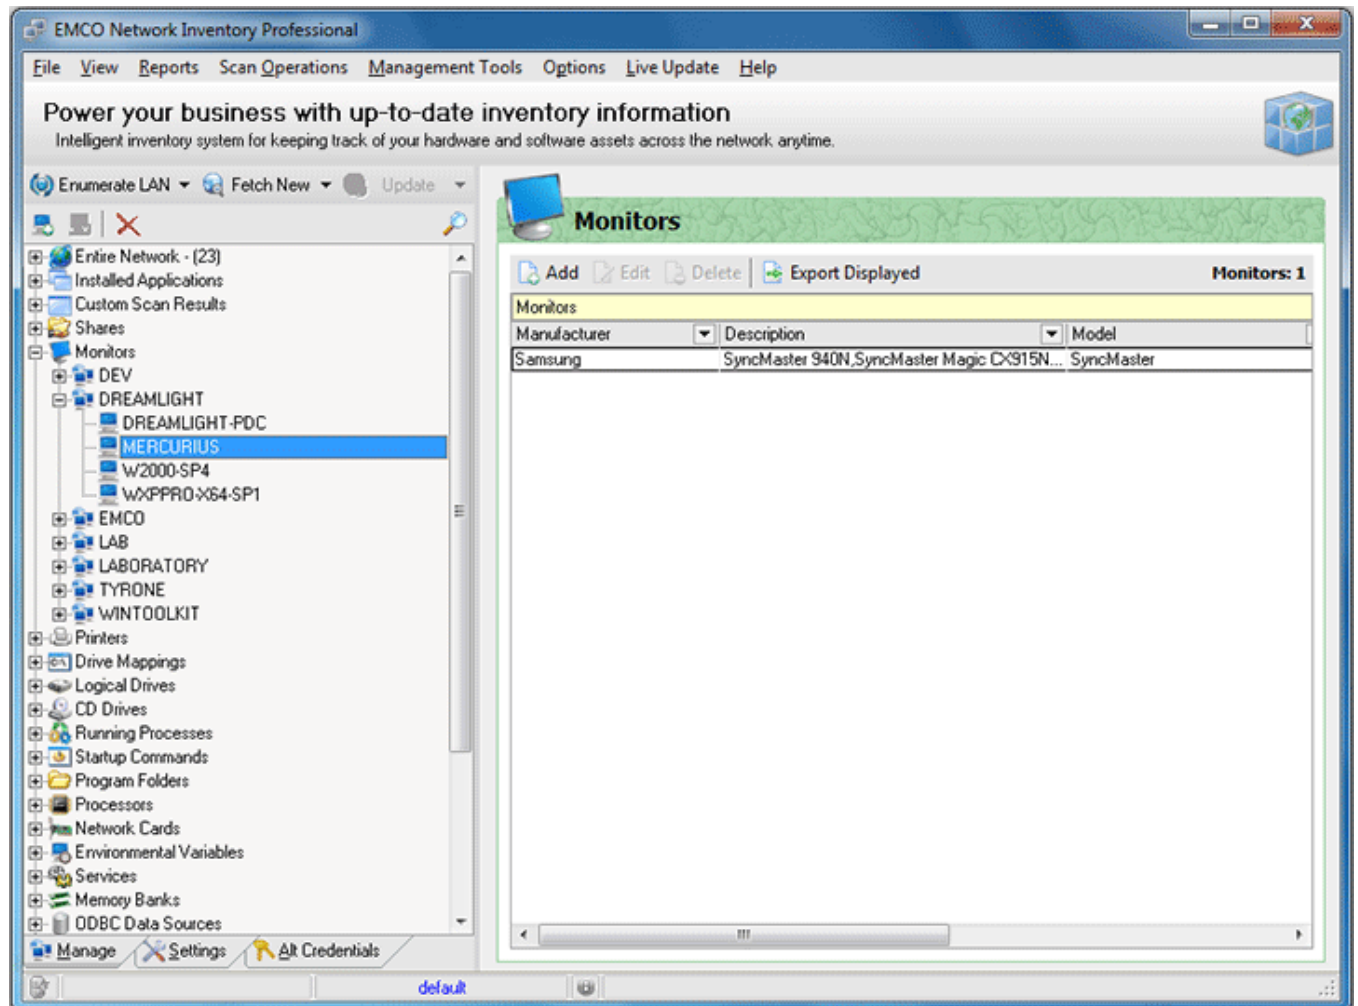 EMCO Network Inventory Professional
File View Reports Scan Operations Management Tools Options Live Update Help
Power your business with up-to-date inventory information
Intelligent inventory system for keeping track of your hardware and software assets across the network anytime.
Enumerate LAN Fetch New Update
Monitors
Add Edit Delete Export Displayed Monitors: 1
Monitors
Manufacturer Description Model
Samsung SyncMaster 940N,SyncMaster Magic CX915N... SyncMaster
Entire Network - (23)
Installed Applications
Custom Scan Results
Shares
Monitors
DEV
DREAMLIGHT
DREAMLIGHT-PDC
MERCURIUS
W2000-SP4
WXPPRO-X64-SP1
EMCO
LAB
LABORATORY
TYRONE
WINTOOLKIT
Printers
Drive Mappings
Logical Drives
CD Drives
Running Processes
Startup Commands
Program Folders
Processors
Network Cards
Environmental Variables
Services
Memory Banks
ODBC Data Sources
Manage Settings Alt Credentials
default